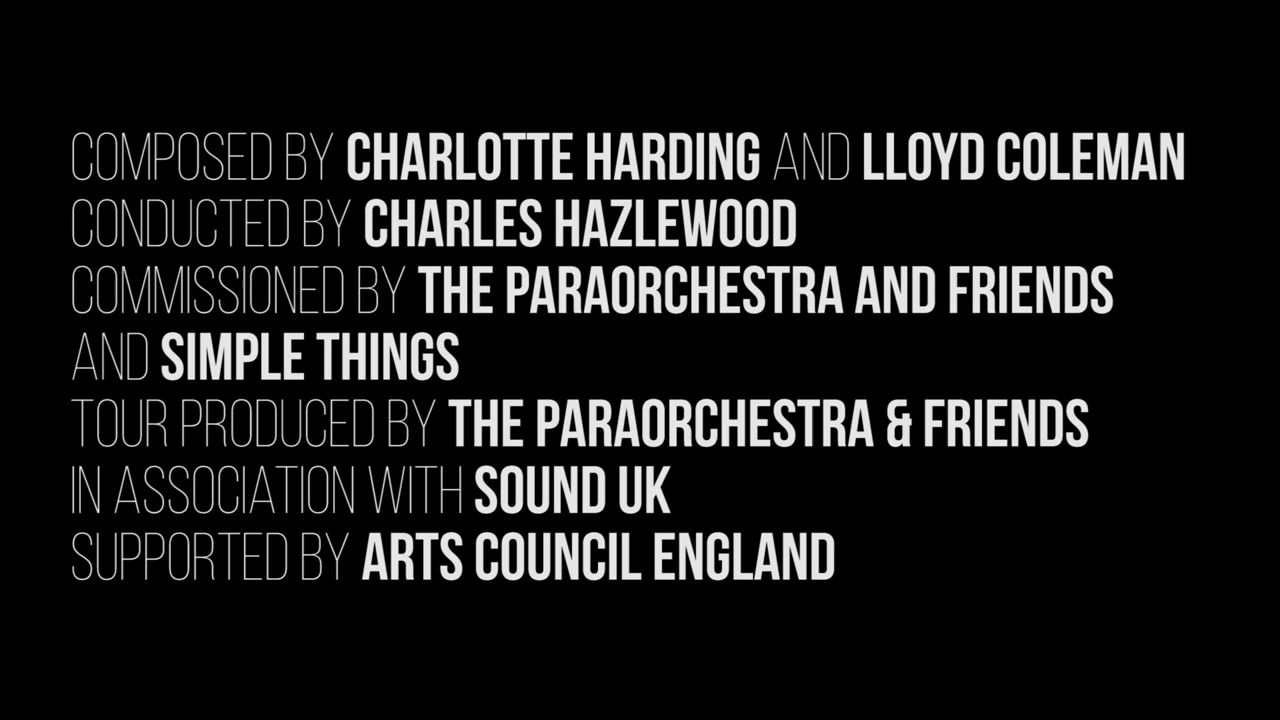 COMPOSED BY CHARLOTTE HARDING AND LLOYD COLEMAN
CONDUCTED BY CHARLES HAZLEWOOD
COMMISSIONED BY THE PARAORCHESTRA AND FRIENDS
AND SIMPLE THINGS
TOUR PRODUCED BY THE PARAORCHESTRA & FRIENDS
IN ASSOCIATION WITH SOUND UK
SUPPORTED BY ARTS COUNCIL ENGLAND